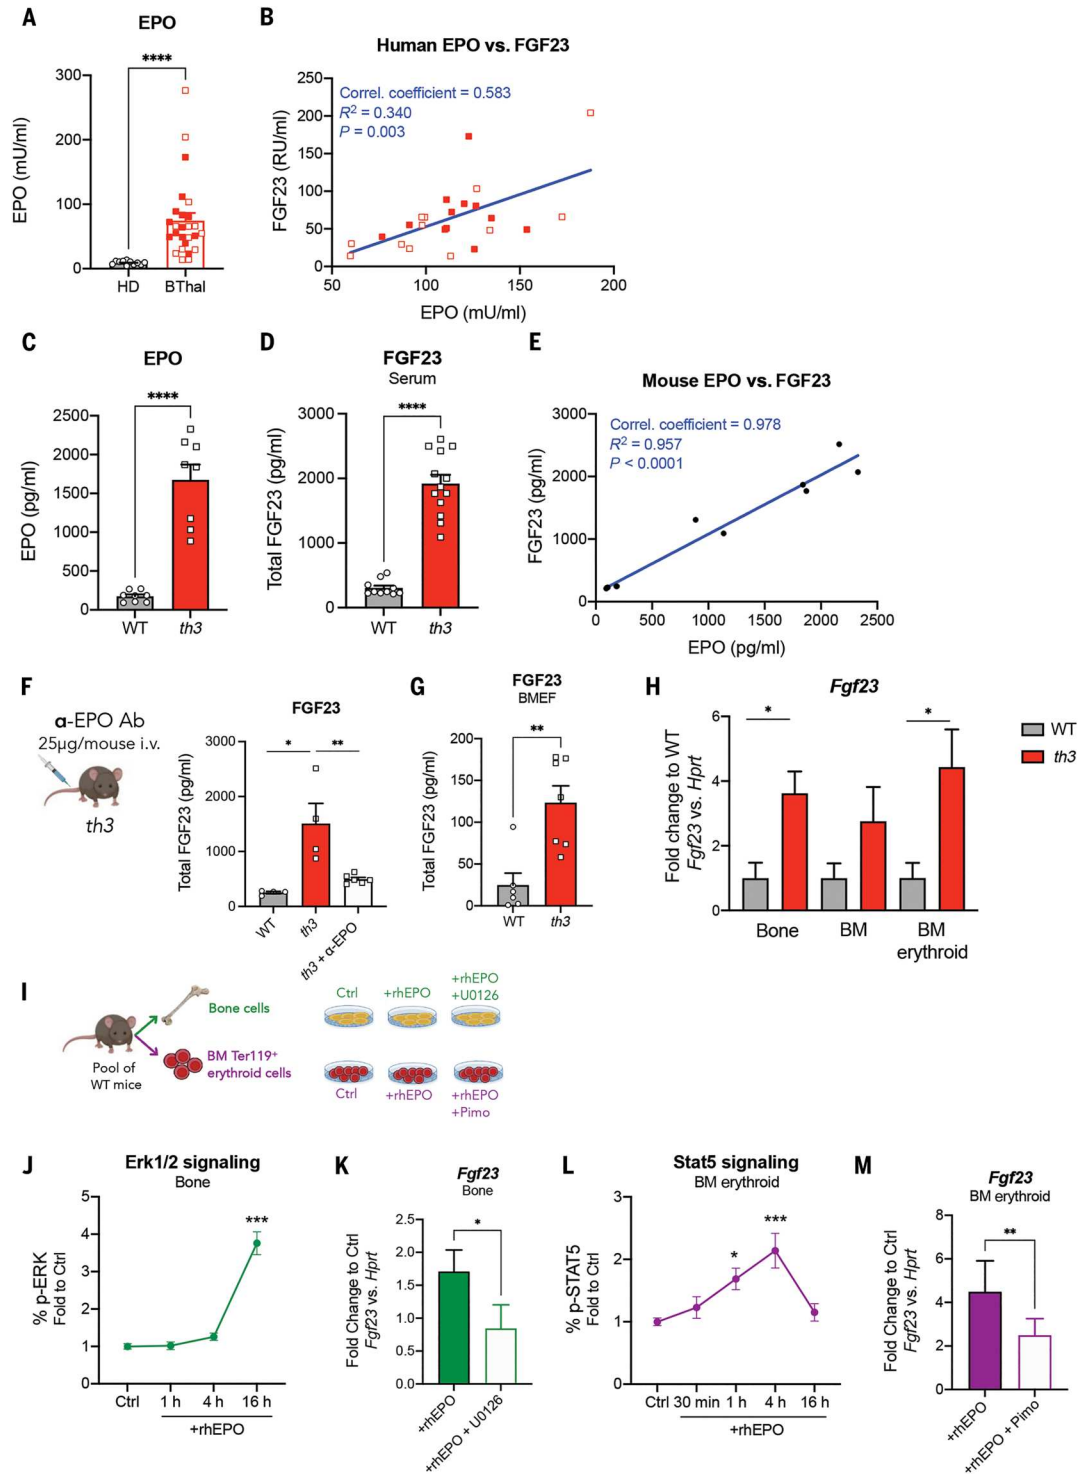 A
EPO
****
EPO (mU/ml)
300
200
100
0
HD
BThal
B
Human EPO vs. FGF23
Correl. coefficient = 0.583
R² = 0.340
P = 0.003
FGF23 (RU/ml)
250
200
150
100
50
0
50
100
150
200
EPO (mU/ml)
C
EPO
****
EPO (pg/ml)
2500
2000
1500
1000
500
0
WT
th3
D
FGF23
Serum
****
Total FGF23 (pg/ml)
3000
2000
1000
0
WT
th3
E
Mouse EPO vs. FGF23
Correl. coefficient = 0.978
R² = 0.957
P < 0.0001
FGF23 (pg/ml)
3000
2000
1000
0
0
500
1000
1500
2000
2500
EPO (pg/ml)
F
α-EPO Ab
25μg/mouse i.v.
th3
FGF23
*
**
Total FGF23 (pg/ml)
3000
2000
1000
0
WT
th3
th3 + α-EPO
G
FGF23
BMEF
**
Total FGF23 (pg/ml)
200
150
100
50
0
WT
th3
H
Fgf23
*
*
Fold change to WT
Fgf23 vs. Hprt
6
4
2
0
Bone
BM
BM
erythroid
WT
th3
I
Pool of
WT mice
Bone cells
BM Ter119⁺
erythroid cells
Ctrl
+rhEPO
+rhEPO
+U0126
Ctrl
+rhEPO
+rhEPO
+Pimo
J
Erk1/2 signaling
Bone
***
% p-ERK
Fold to Ctrl
5
4
3
2
1
0
Ctrl
1 h
4 h
16 h
+rhEPO
K
Fgf23
Bone
*
Fold Change to Ctrl
Fgf23 vs. Hprt
2.5
2.0
1.5
1.0
0.5
0.0
+rhEPO
+rhEPO + U0126
L
Stat5 signaling
BM erythroid
*
***
% p-STAT5
Fold to Ctrl
3
2
1
0
Ctrl
30 min
1 h
4 h
16 h
+rhEPO
M
Fgf23
BM erythroid
**
Fold Change to Ctrl
Fgf23 vs. Hprt
8
6
4
2
0
+rhEPO
+rhEPO + Pimo